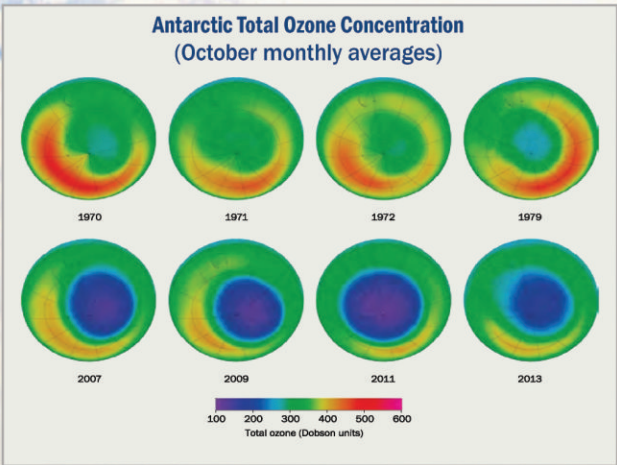 Antarctic Total Ozone Concentration
(October monthly averages)
1970 1971 1972 1979
2007 2009 2011 2013
100 200 300 400 500 600
Total ozone (Dobson units)